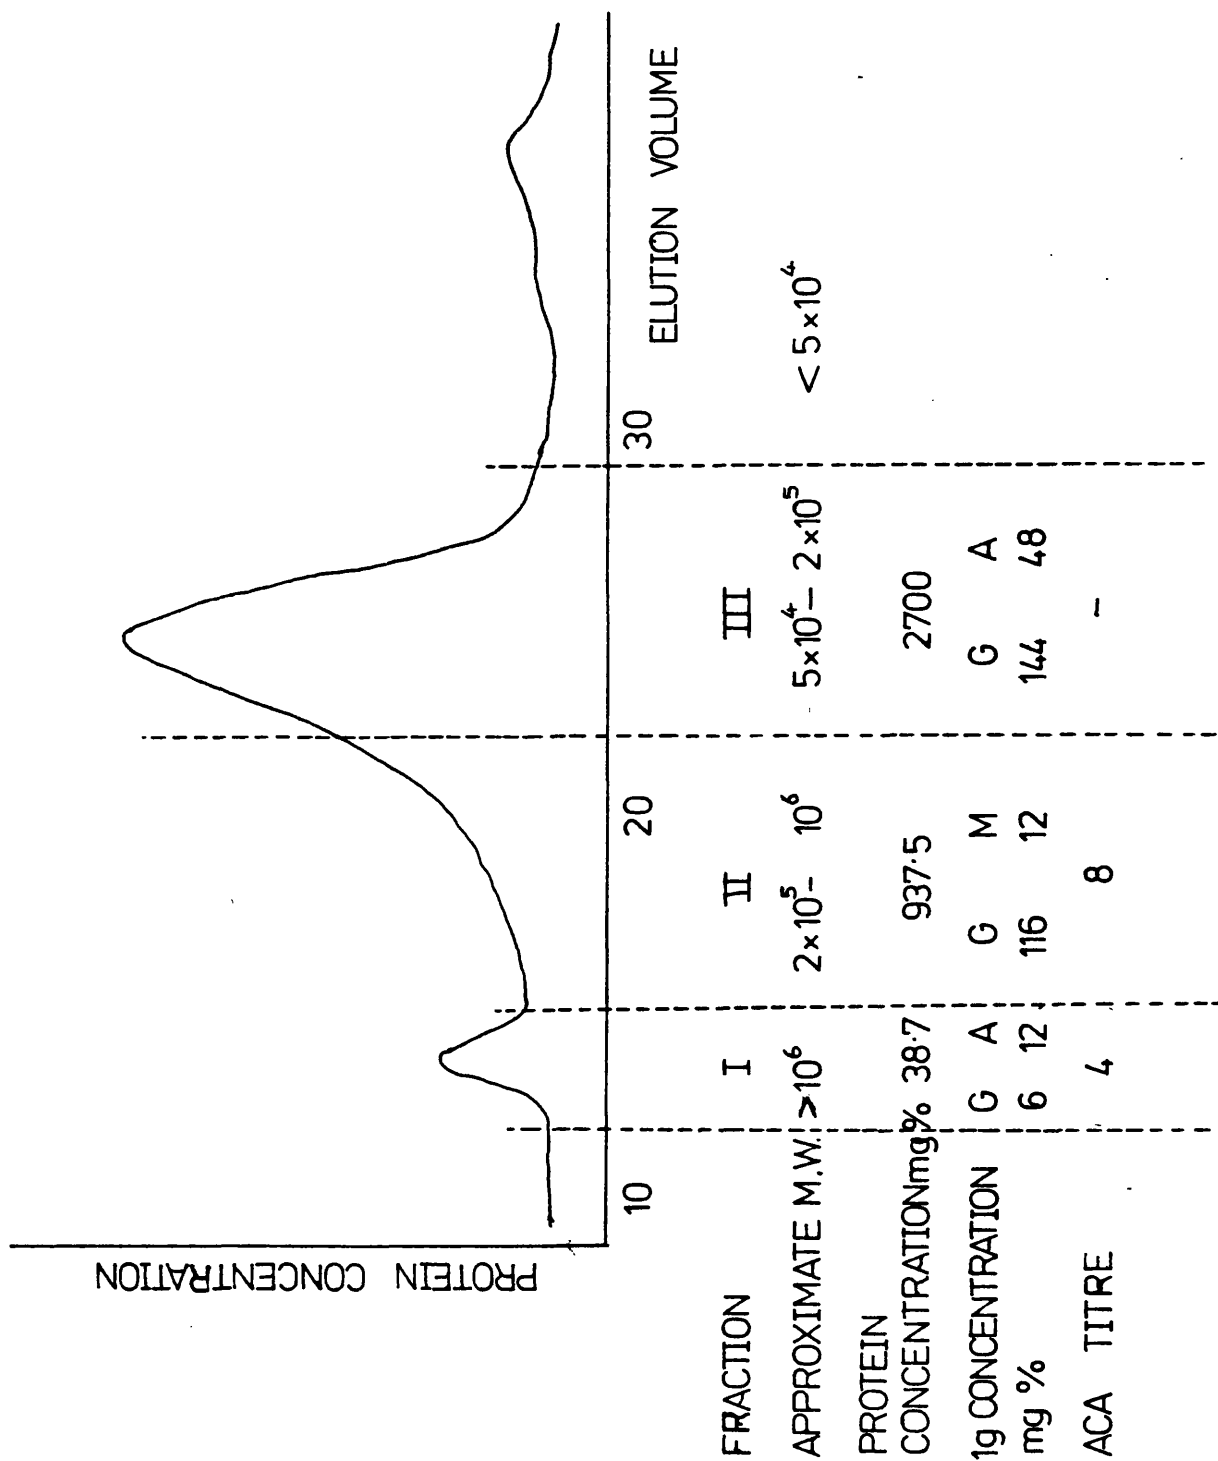 PROTEIN CONCENTRATION
10 20 30
ELUTION VOLUME
FRACTION I II III
APPROXIMATE M.W. >10⁶ 2×10⁵– 10⁶ 5×10⁴– 2×10⁵ < 5×10⁴
PROTEIN
CONCENTRATION mg% 38·7 937·5 2700
1g CONCENTRATION G A G M G A
mg % 6 12 116 12 144 48
ACA TITRE 4 8 –